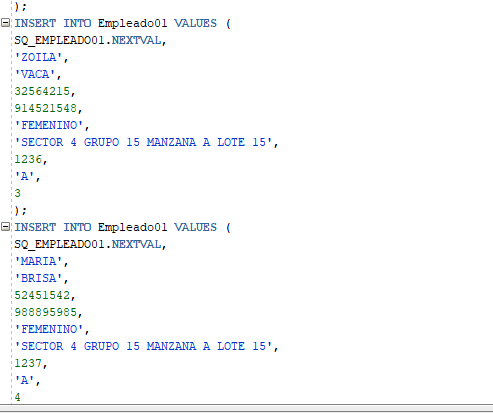 );
INSERT INTO Empleado01 VALUES (
SQ_EMPLEADO01.NEXTVAL,
'ZOILA',
'VACA',
32564215,
914521548,
'FEMENINO',
'SECTOR 4 GRUPO 15 MANZANA A LOTE 15',
1236,
'A',
3
);
INSERT INTO Empleado01 VALUES (
SQ_EMPLEADO01.NEXTVAL,
'MARIA',
'BRISA',
52451542,
988895985,
'FEMENINO',
'SECTOR 4 GRUPO 15 MANZANA A LOTE 15',
1237,
'A',
4